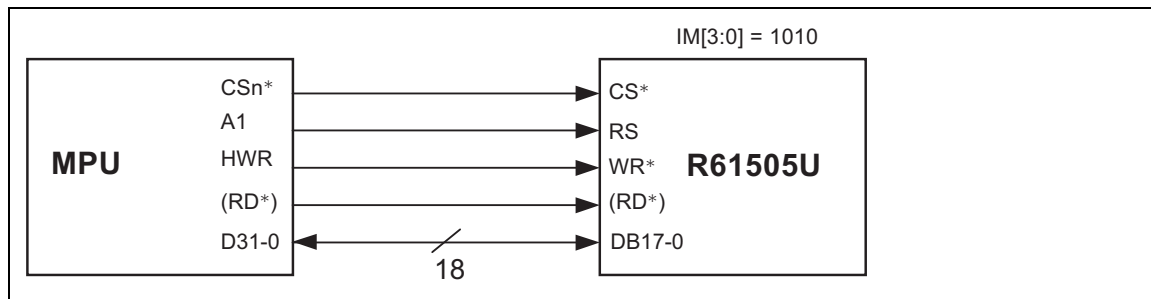 IM[3:0] = 1010
MPU
CSn*
A1
HWR
(RD*)
D31-0
18
CS*
RS
WR*
(RD*)
DB17-0
R61505U